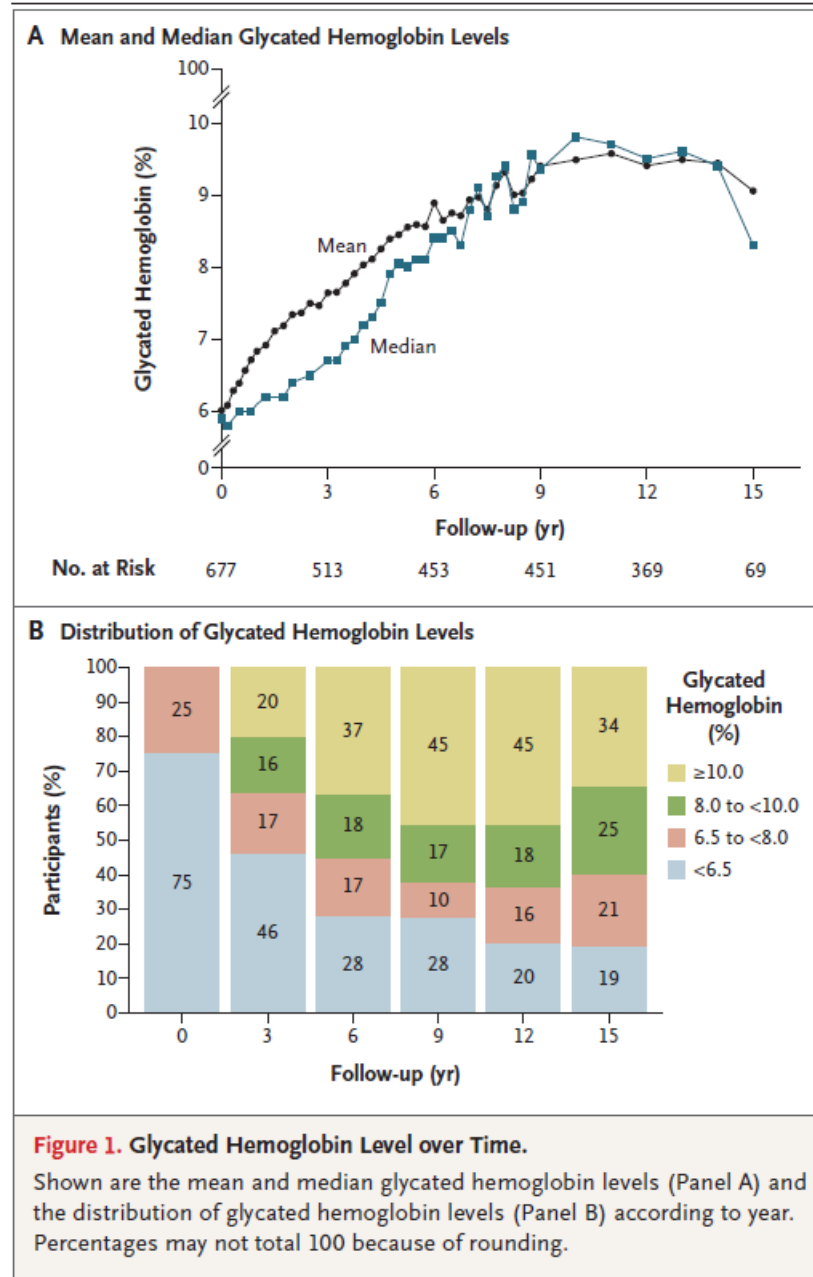 A Mean and Median Glycated Hemoglobin Levels
100
10
9
8
7
6
0
Glycated Hemoglobin (%)
Mean
Median
0 3 6 9 12 15
Follow-up (yr)
No. at Risk 677 513 453 451 369 69
B Distribution of Glycated Hemoglobin Levels
100
90
80
70
60
50
40
30
20
10
0
Participants (%)
25 20 37 45 45 34
16 18 17 18 25
17 17 10 16 21
75 46 28 28 20 19
0 3 6 9 12 15
Follow-up (yr)
Glycated
Hemoglobin
(%)
≥10.0
8.0 to <10.0
6.5 to <8.0
<6.5
Figure 1. Glycated Hemoglobin Level over Time.
Shown are the mean and median glycated hemoglobin levels (Panel A) and
the distribution of glycated hemoglobin levels (Panel B) according to year.
Percentages may not total 100 because of rounding.